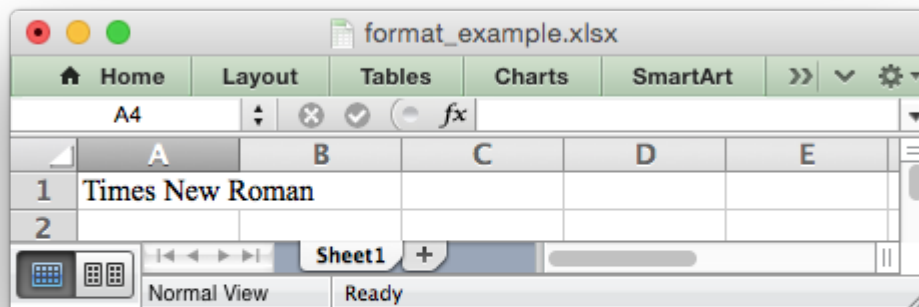 format_example.xlsx
Home Layout Tables Charts SmartArt >>
A4 fx
A B C D E
1 Times New Roman
2
Sheet1 +
Normal View Ready